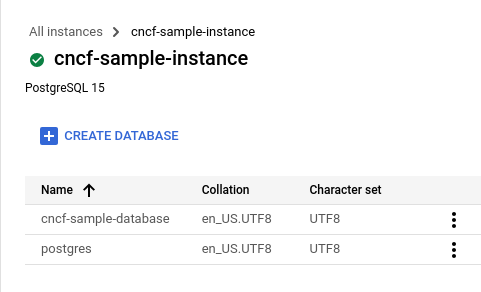 All instances > cncf-sample-instance
cncf-sample-instance
PostgreSQL 15
CREATE DATABASE
Name Collation Character set
cncf-sample-database en_US.UTF8 UTF8
postgres en_US.UTF8 UTF8